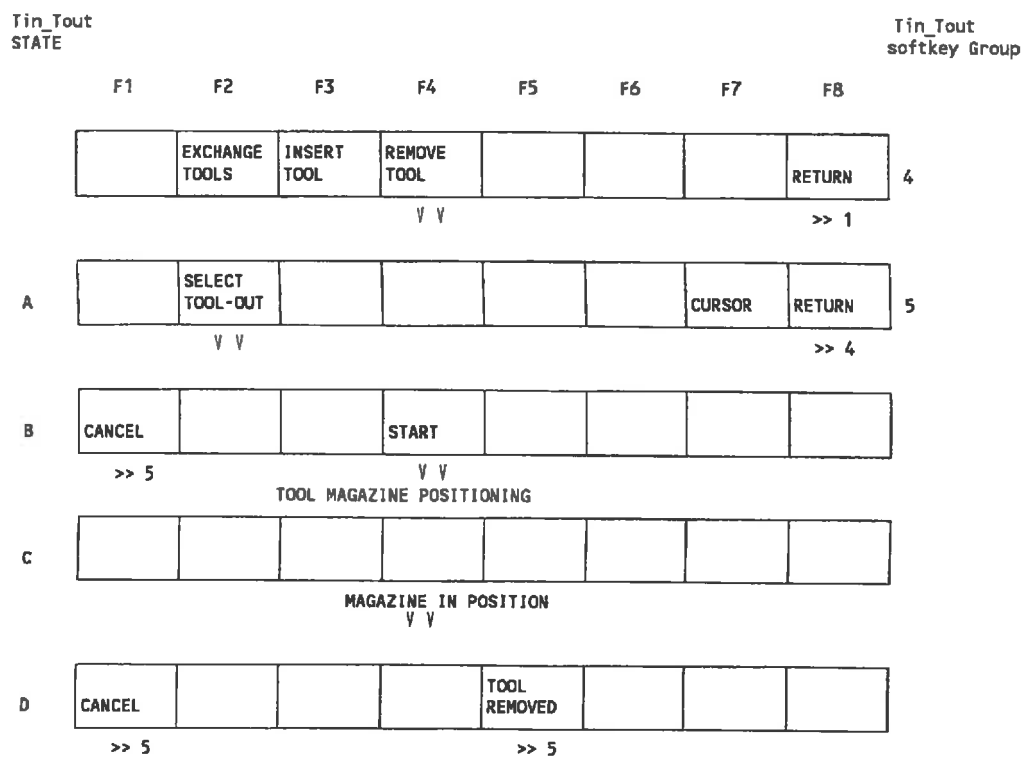 Tin_Tout
STATE
Tin_Tout
softkey Group
F1 F2 F3 F4 F5 F6 F7 F8
EXCHANGE TOOLS INSERT TOOL REMOVE TOOL RETURN 4
V V >> 1
A SELECT TOOL-OUT CURSOR RETURN 5
V V >> 4
B CANCEL START
>> 5 V V
TOOL MAGAZINE POSITIONING
C
MAGAZINE IN POSITION
V V
D CANCEL TOOL REMOVED
>> 5 >> 5